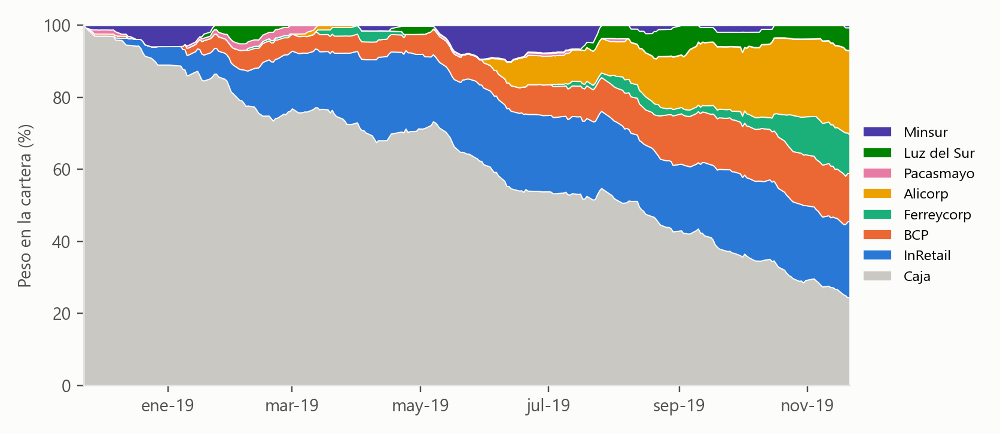 Peso en la cartera (%)
100
80
60
40
20
0
ene-19
mar-19
may-19
jul-19
sep-19
nov-19
Minsur
Luz del Sur
Pacasmayo
Alicorp
Ferreycorp
BCP
InRetail
Caja